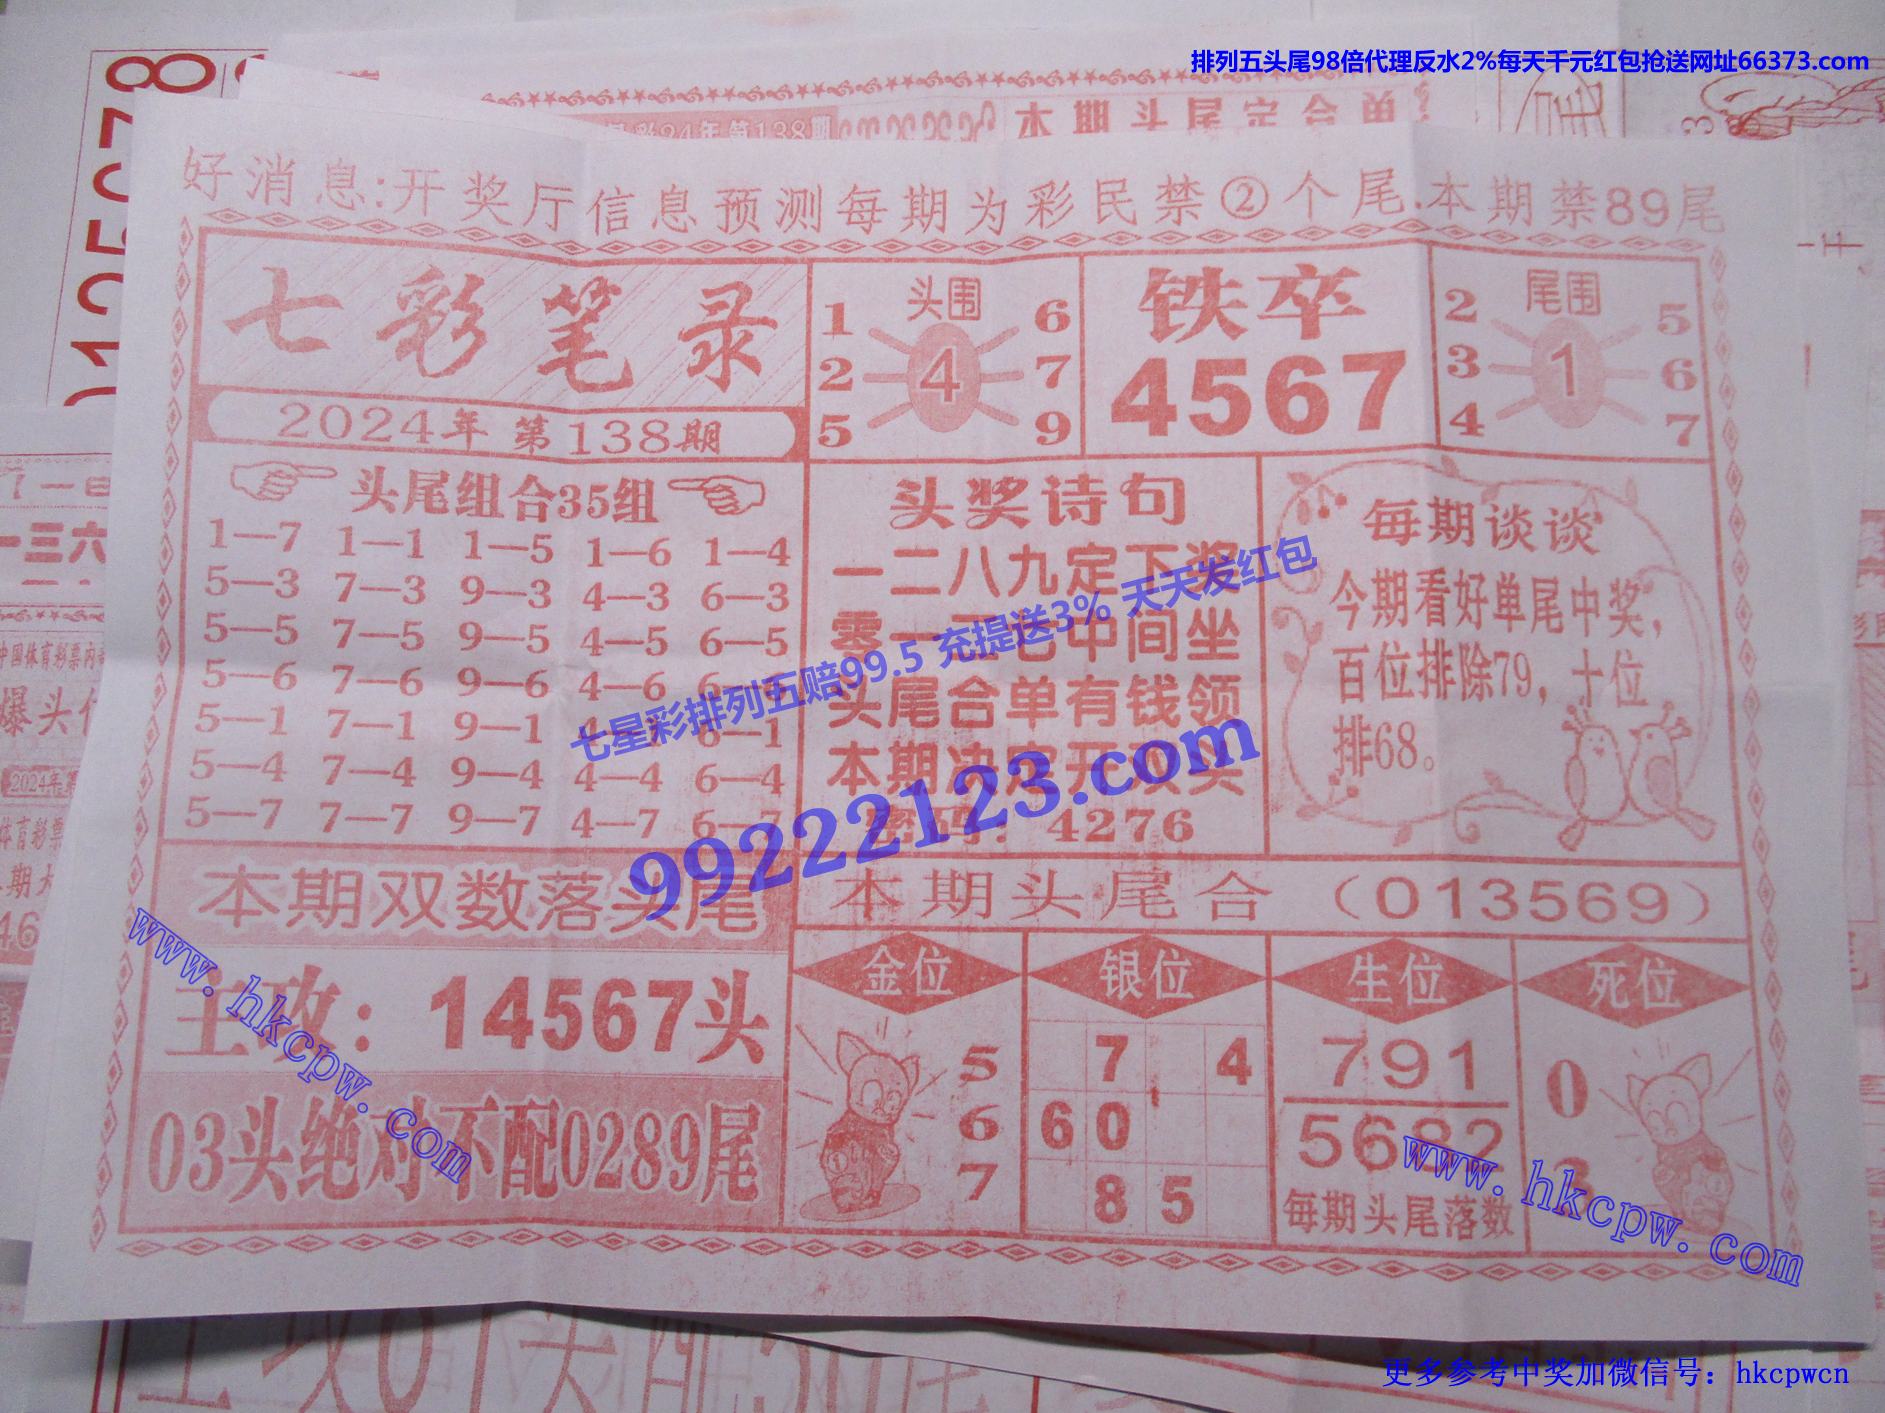 排列五头尾98倍代理反水2%每天千元红包抢送网址66373.com
好消息:开奖厅信息预测每期为彩民禁②个尾.本期禁89尾
七彩笔录
2024年 第138期
头围
1 6
2 4 7
5 9
铁卒
4567
尾围
2 5
3 1 6
4 7
头尾组合35组
1—7 1—1 1—5 1—6 1—4
5—3 7—3 9—3 4—3 6—3
5—5 7—5 9—5 4—5 6—5
5—6 7—6 9—6 4—6
5—1 7—1 9—1 6—1
5—4 7—4 9—4 4—4 6—4
5—7 7—7 9—7 4—7 6—7
头奖诗句
一二八九定下奖
零一 七中间坐
头尾合单有钱领
本期决定开双头
密码：4276
每期谈谈
今期看好单尾中奖,
百位排除79, 十位
排68。
七星彩排列五赔99.5 充提送3% 天天发红包
99222123.com
本期双数落头尾
主攻：14567头
03头绝对不配0289尾
本期头尾合（013569）
金位
5
6
7
银位
7 4
60
85
生位
791
5682
每期头尾落数
死位
0
3
www.hkcpw.com
www.hkcpw.com
更多参考中奖加微信号：hkcpwcn